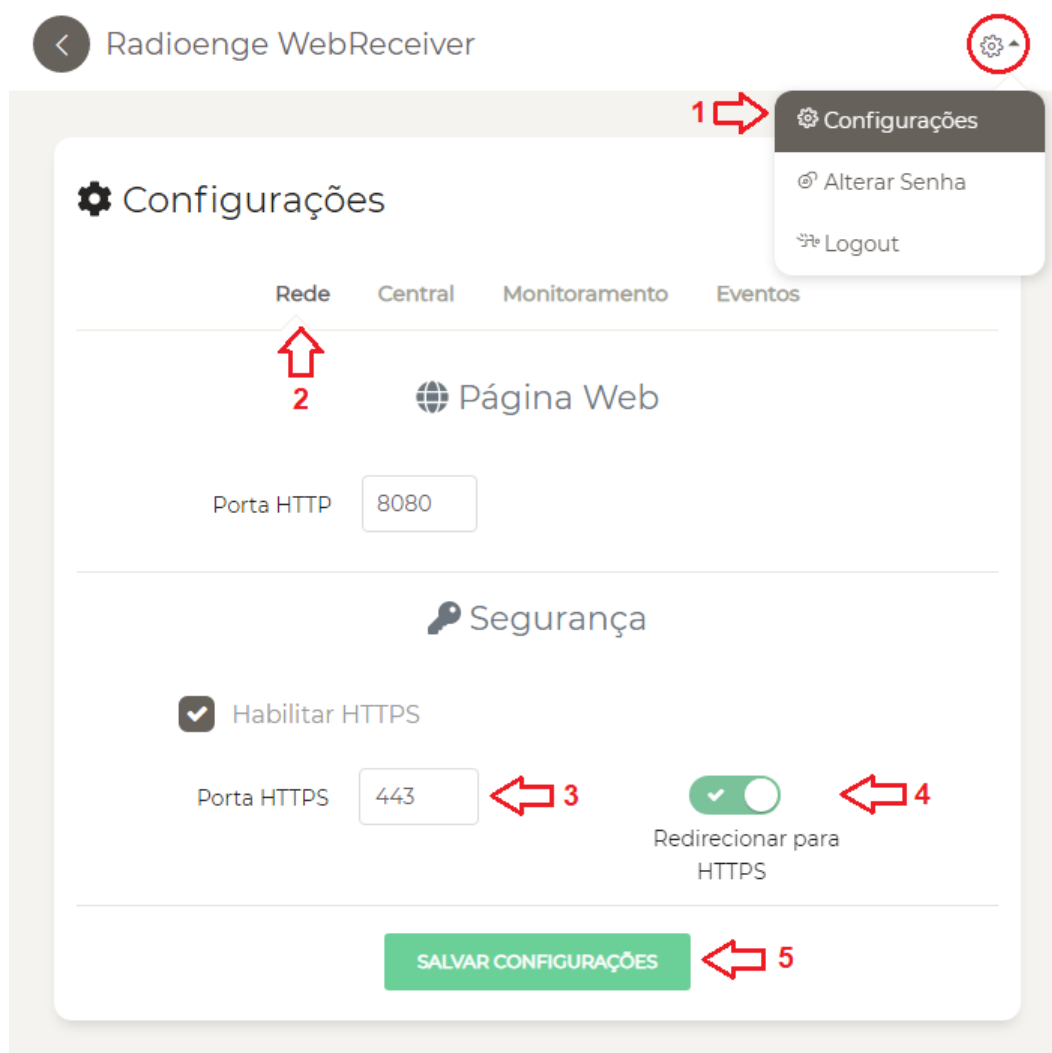 Radioenge WebReceiver
1
Configurações
Alterar Senha
Logout
Configurações
Rede Central Monitoramento Eventos
2
Página Web
Porta HTTP 8080
Segurança
Habilitar HTTPS
Porta HTTPS 443 3
4
Redirecionar para
HTTPS
SALVAR CONFIGURAÇÕES 5